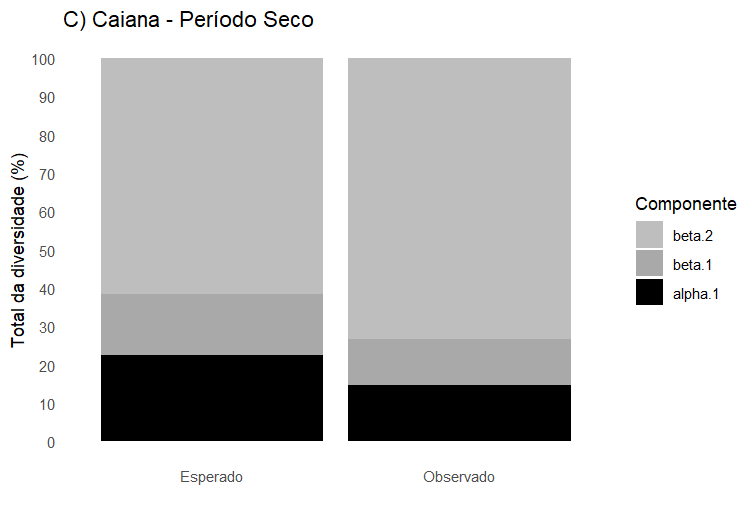 C) Caiana - Período Seco
Total da diversidade (%)
100
90
80
70
60
50
40
30
20
10
0
Esperado
Observado
Componente
beta.2
beta.1
alpha.1